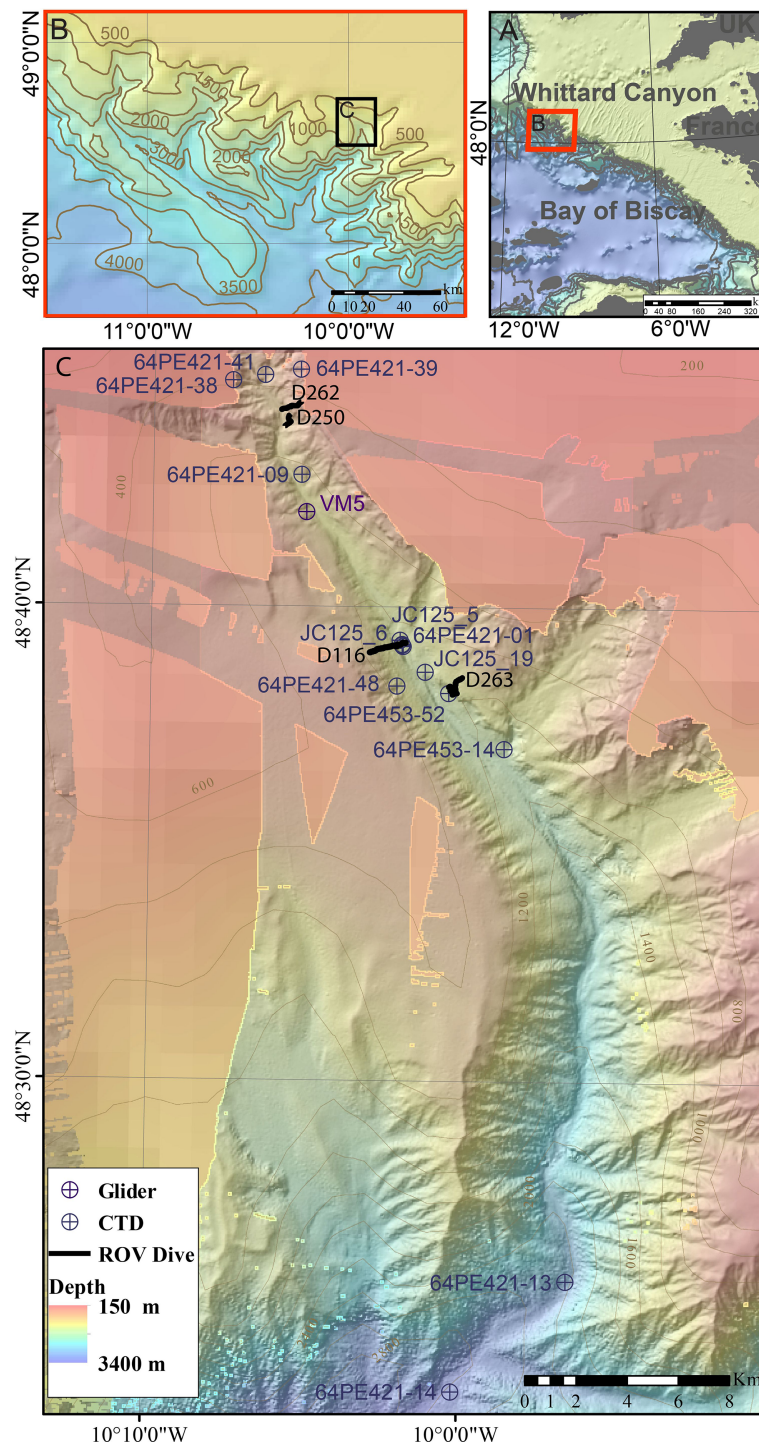 B
500
1500
2000
1000
3000
2000
500
1500
4000
3500
C
km
0 10 20 40 60
49°0'0"N
48°0'0"N
11°0'0"W 10°0'0"W
A
UK
Whittard Canyon
France
B
Bay of Biscay
km
0 40 80 160 240 320
48°0'N
12°0'W 6°0'W
C
64PE421-41
64PE421-39
64PE421-38
D262
D250
200
400
64PE421-09
VM5
48°40'0"N
JC125_5
JC125_6
64PE421-01
D116
JC125_19
64PE421-48
D263
64PE453-52
64PE453-14
600
1200
1400
800
48°30'0"N
1000
1600
64PE421-13
64PE421-14
Glider
CTD
ROV Dive
Depth
150 m
3400 m
Km
0 1 2 4 6 8
10°10'0"W 10°0'0"W